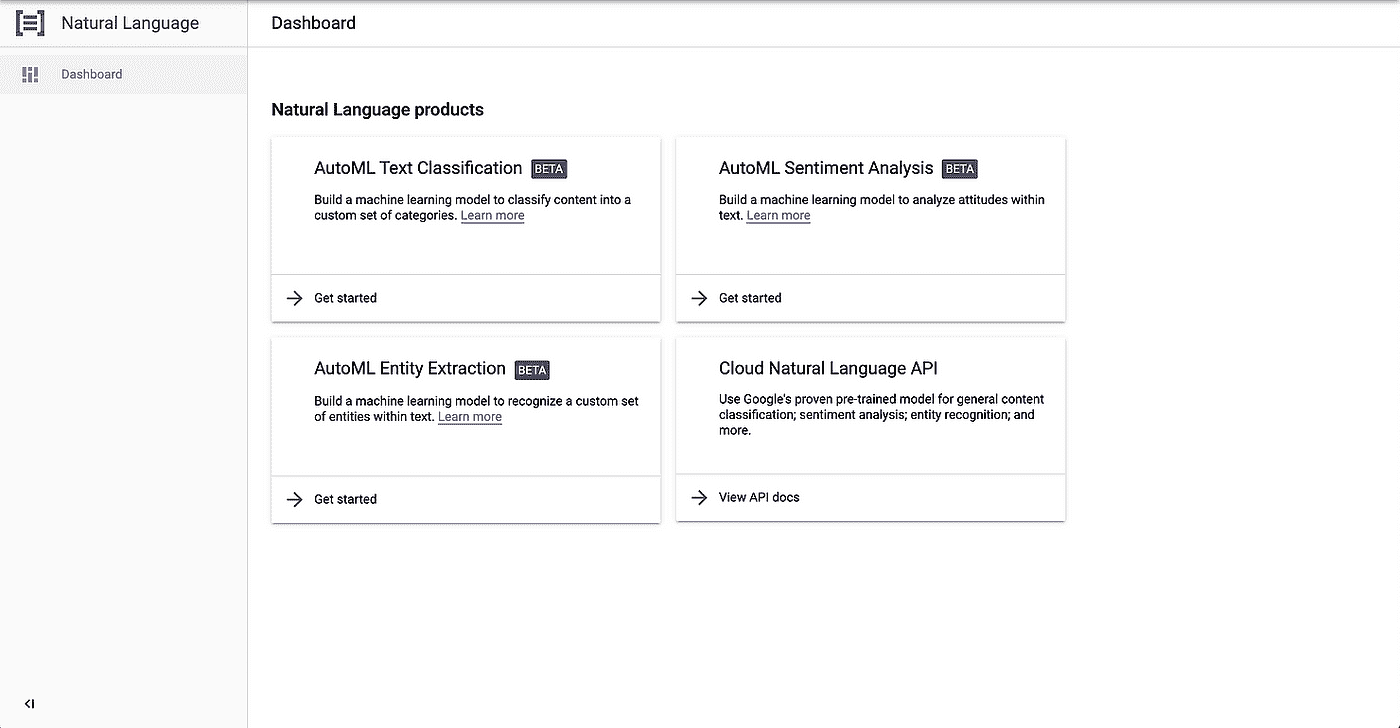 Natural Language
Dashboard
Dashboard
Natural Language products
AutoML Text Classification BETA
Build a machine learning model to classify content into a
custom set of categories. Learn more
Get started
AutoML Sentiment Analysis BETA
Build a machine learning model to analyze attitudes within
text. Learn more
Get started
AutoML Entity Extraction BETA
Build a machine learning model to recognize a custom set
of entities within text. Learn more
Get started
Cloud Natural Language API
Use Google's proven pre-trained model for general content
classification; sentiment analysis; entity recognition; and
more.
View API docs